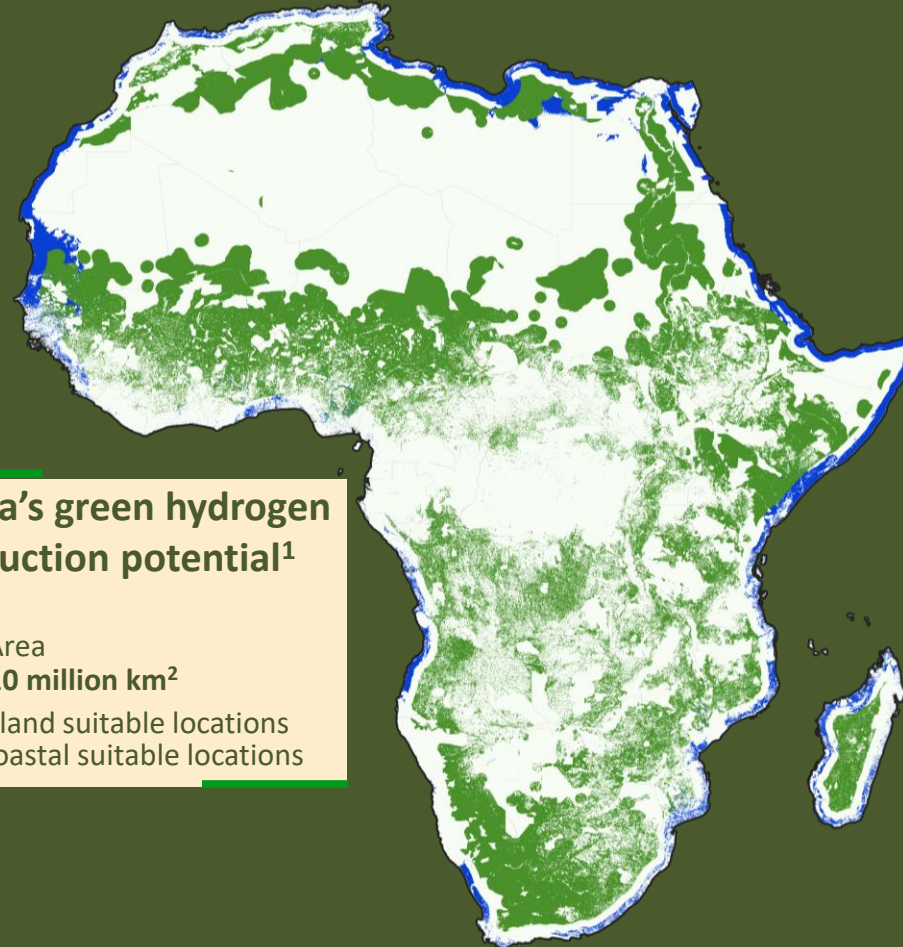 a's green hydrogen
uction potential¹
Area
0 million km²
land suitable locations
oastal suitable locations